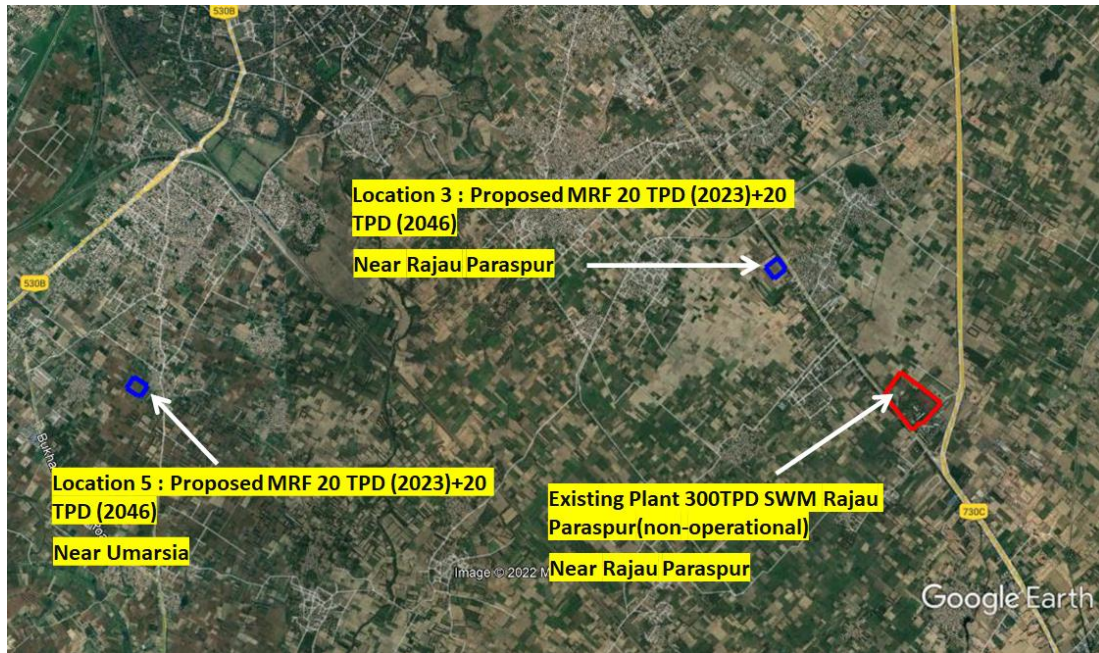 530B
Location 3 : Proposed MRF 20 TPD (2023)+20
TPD (2046)
Near Rajau Paraspur
530B
Location 5 : Proposed MRF 20 TPD (2023)+20
TPD (2046)
Near Umarsia
Existing Plant 300TPD SWM Rajau
Paraspur(non-operational)
Near Rajau Paraspur
730C
Image © 2022
Google Earth